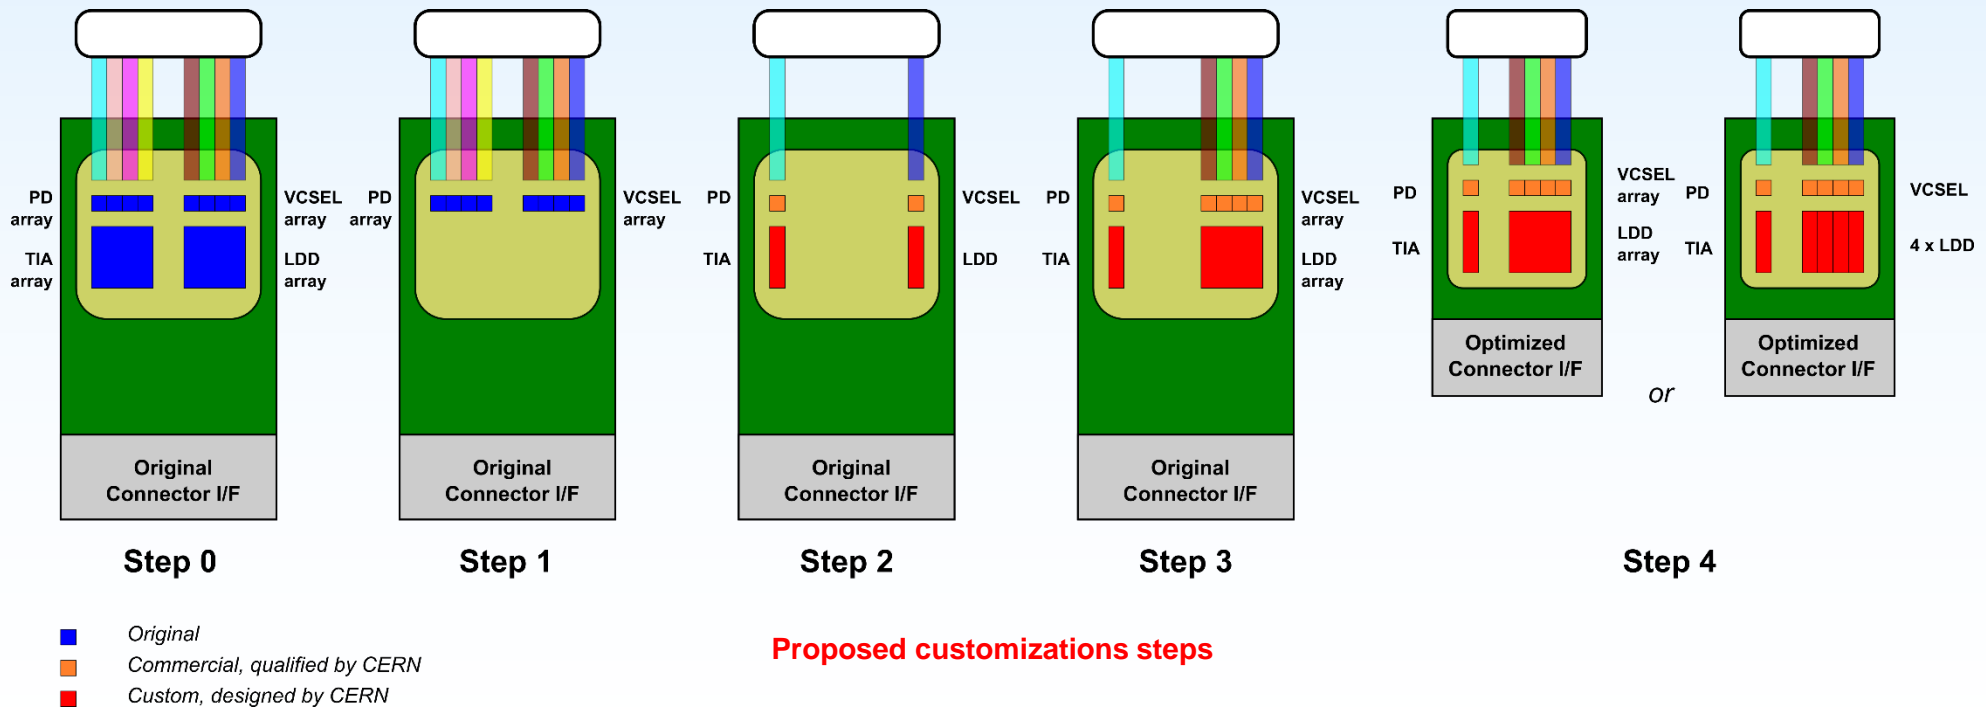 PD
array
TIA
array
VCSEL
array
LDD
array
Original
Connector I/F
Step 0
PD
array
VCSEL
array
Original
Connector I/F
Step 1
PD
TIA
VCSEL
LDD
Original
Connector I/F
Step 2
PD
TIA
VCSEL
array
LDD
array
Original
Connector I/F
Step 3
PD
TIA
VCSEL
array
LDD
array
Optimized
Connector I/F
or
PD
TIA
VCSEL
4 x LDD
Optimized
Connector I/F
Step 4
Original
Commercial, qualified by CERN
Custom, designed by CERN
Proposed customizations steps